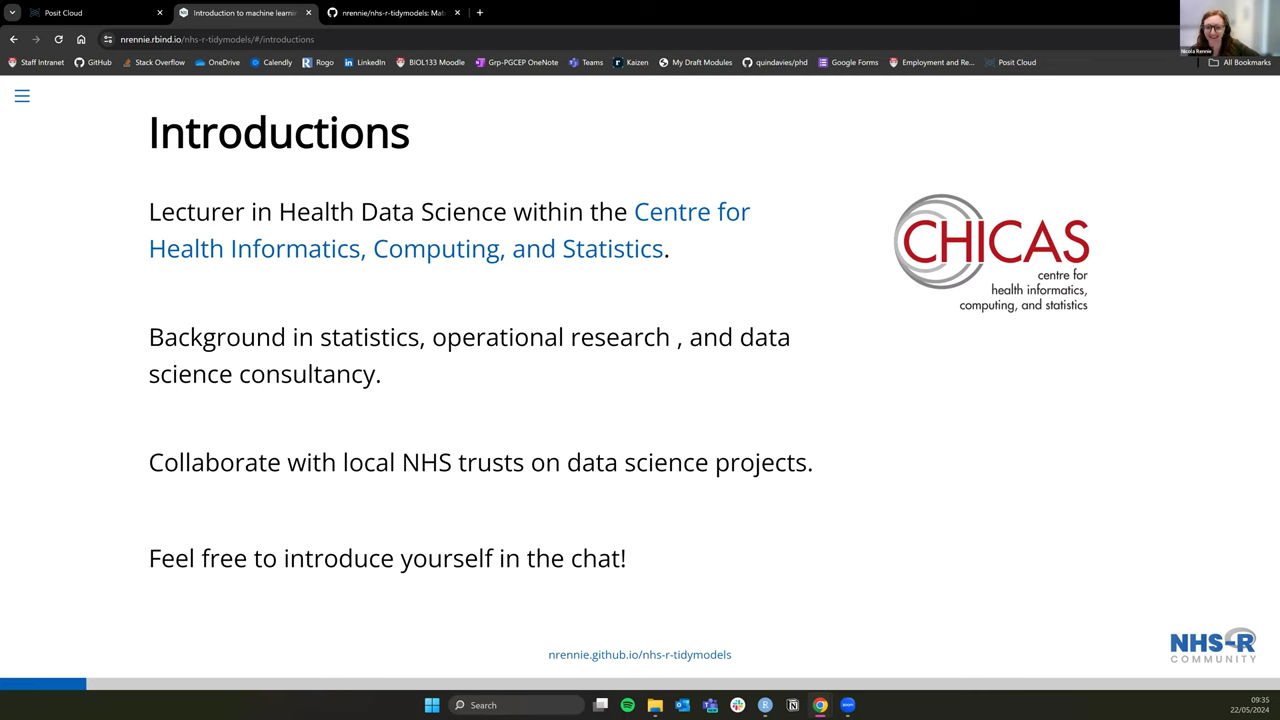 Posit Cloud
Introduction to machine learnin
nrennie/nhs-r-tidymodels: Mat
nrennie.rbind.io/nhs-r-tidymodels/#/introductions
Nicola Rennie
Staff Intranet
GitHub
Stack Overflow
OneDrive
Calendly
Rogo
LinkedIn
BIOL133 Moodle
Grp-PGCEP OneNote
Teams
Kaizen
My Draft Modules
quindavies/phd
Google Forms
Employment and Re...
Posit Cloud
All Bookmarks
Introductions
Lecturer in Health Data Science within the Centre for
Health Informatics, Computing, and Statistics.
CHICAS
centre for
health informatics,
computing, and statistics
Background in statistics, operational research , and data
science consultancy.
Collaborate with local NHS trusts on data science projects.
Feel free to introduce yourself in the chat!
nrennie.github.io/nhs-r-tidymodels
NHS-R
COMMUNITY
Search
09:35
22/05/2024